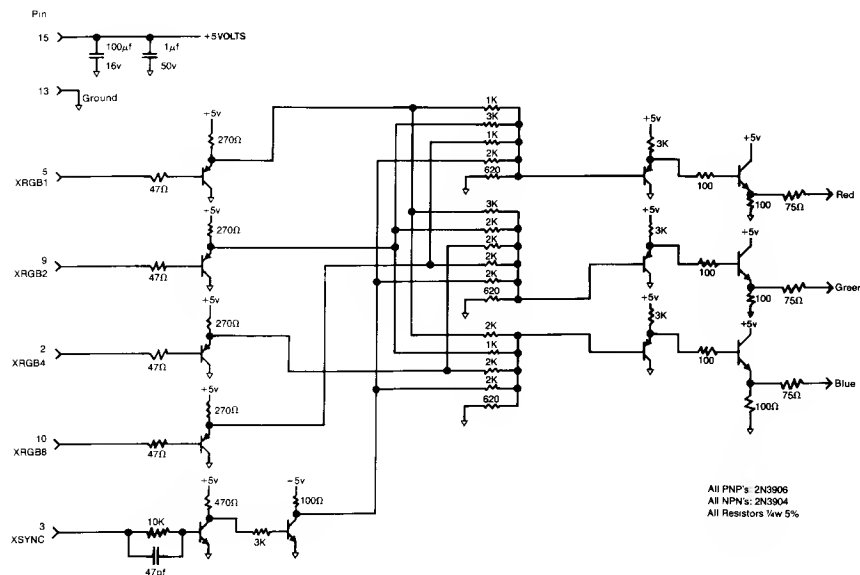 Pin
15
100µf
16v
1µf
50v
+5VOLTS
13
Ground
+5v
270Ω
5
XRGB1
47Ω
+5v
270Ω
9
XRGB2
47Ω
+5v
270Ω
2
XRGB4
47Ω
+5v
270Ω
10
XRGB8
47Ω
+5v
470Ω
-5v
100Ω
3
XSYNC
10K
47pf
3K
1K
3K
1K
2K
620
3K
2K
2K
2K
2K
620
2K
1K
2K
2K
620
+5v
3K
100
+5v
100
75Ω
Red
+5v
3K
100
+5v
100
75Ω
Green
+5v
3K
100
+5v
100Ω
75Ω
Blue
All PNP's: 2N3906
All NPN's: 2N3904
All Resistors ¼w 5%